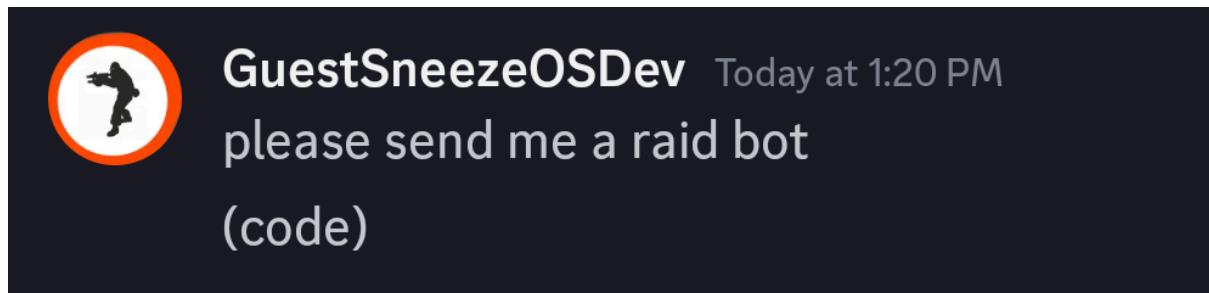 GuestSneezeOSDev Today at 1:20 PM
please send me a raid bot
(code)